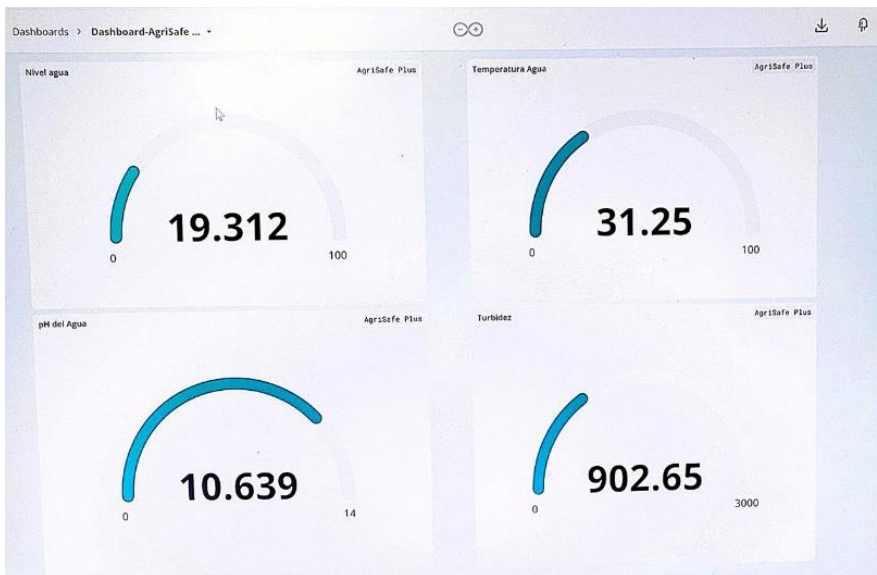 Dashboards > Dashboard-AgriSafe ...
Nivel agua
AgriSafe Plus
19.312
0
100
Temperatura Agua
AgriSafe Plus
31.25
0
100
pH del Agua
AgriSafe Plus
10.639
0
14
Turbidez
AgriSafe Plus
902.65
0
3000